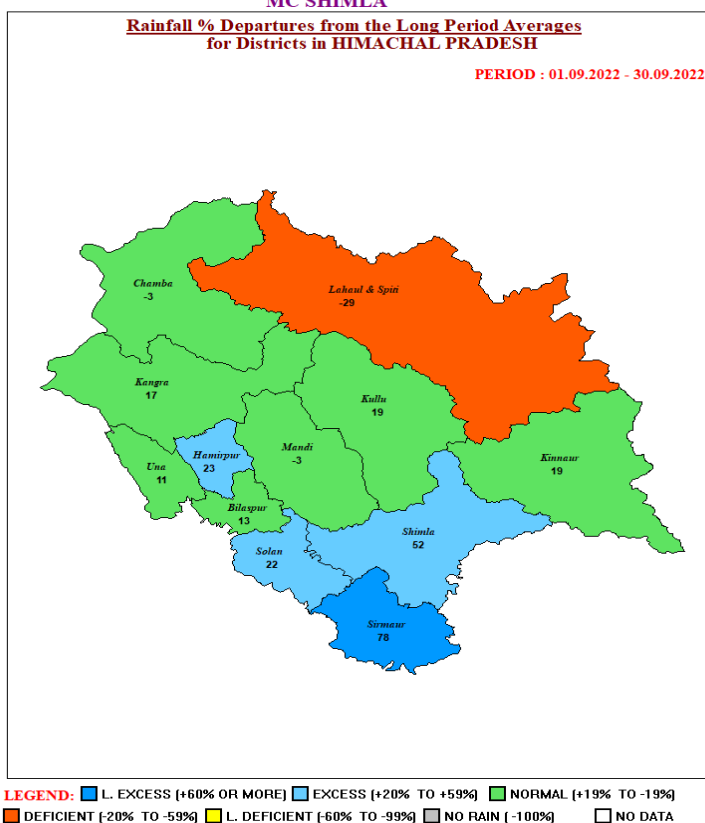 MC SHIMLA
Rainfall % Departures from the Long Period Averages
for Districts in HIMACHAL PRADESH
PERIOD : 01.09.2022 - 30.09.2022
Chamba
-3
Lahaul & Spiti
-29
Kangra
17
Kullu
19
Hamirpur
23
Mandi
-3
Una
11
Kinnaur
19
Bilaspur
13
Shimla
52
Solan
22
Sirmaur
78
LEGEND: L. EXCESS (+60% OR MORE) EXCESS (+20% TO +59%) NORMAL (+19% TO -19%)
DEFICIENT (-20% TO -59%) L. DEFICIENT (-60% TO -99%) NO RAIN ( -100%) NO DATA